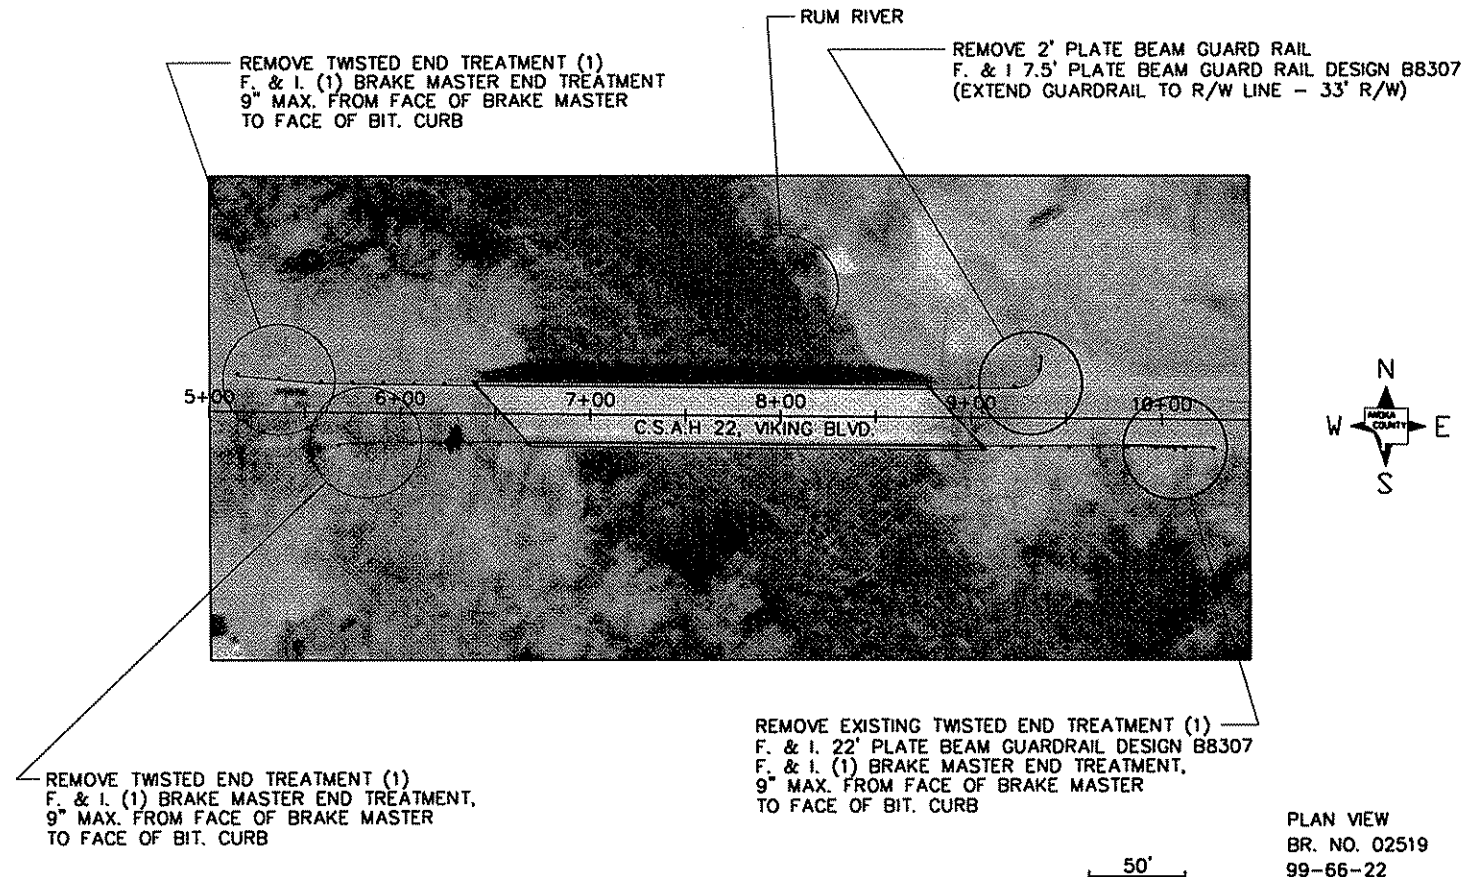 RUM RIVER
REMOVE TWISTED END TREATMENT (1)
F. & I. (1) BRAKE MASTER END TREATMENT
9" MAX. FROM FACE OF BRAKE MASTER
TO FACE OF BIT. CURB
REMOVE 2' PLATE BEAM GUARD RAIL
F. & I 7.5' PLATE BEAM GUARD RAIL DESIGN B8307
(EXTEND GUARDRAIL TO R/W LINE - 33' R/W)
5+00 6+00 7+00 8+00 9+00 10+00
C.S.A.H 22, VIKING BLVD.
N
W E
ANOKA
COUNTY
S
REMOVE TWISTED END TREATMENT (1)
F. & I. (1) BRAKE MASTER END TREATMENT,
9" MAX. FROM FACE OF BRAKE MASTER
TO FACE OF BIT. CURB
REMOVE EXISTING TWISTED END TREATMENT (1)
F. & I. 22' PLATE BEAM GUARDRAIL DESIGN B8307
F. & I. (1) BRAKE MASTER END TREATMENT,
9" MAX. FROM FACE OF BRAKE MASTER
TO FACE OF BIT. CURB
50'
PLAN VIEW
BR. NO. 02519
99-66-22